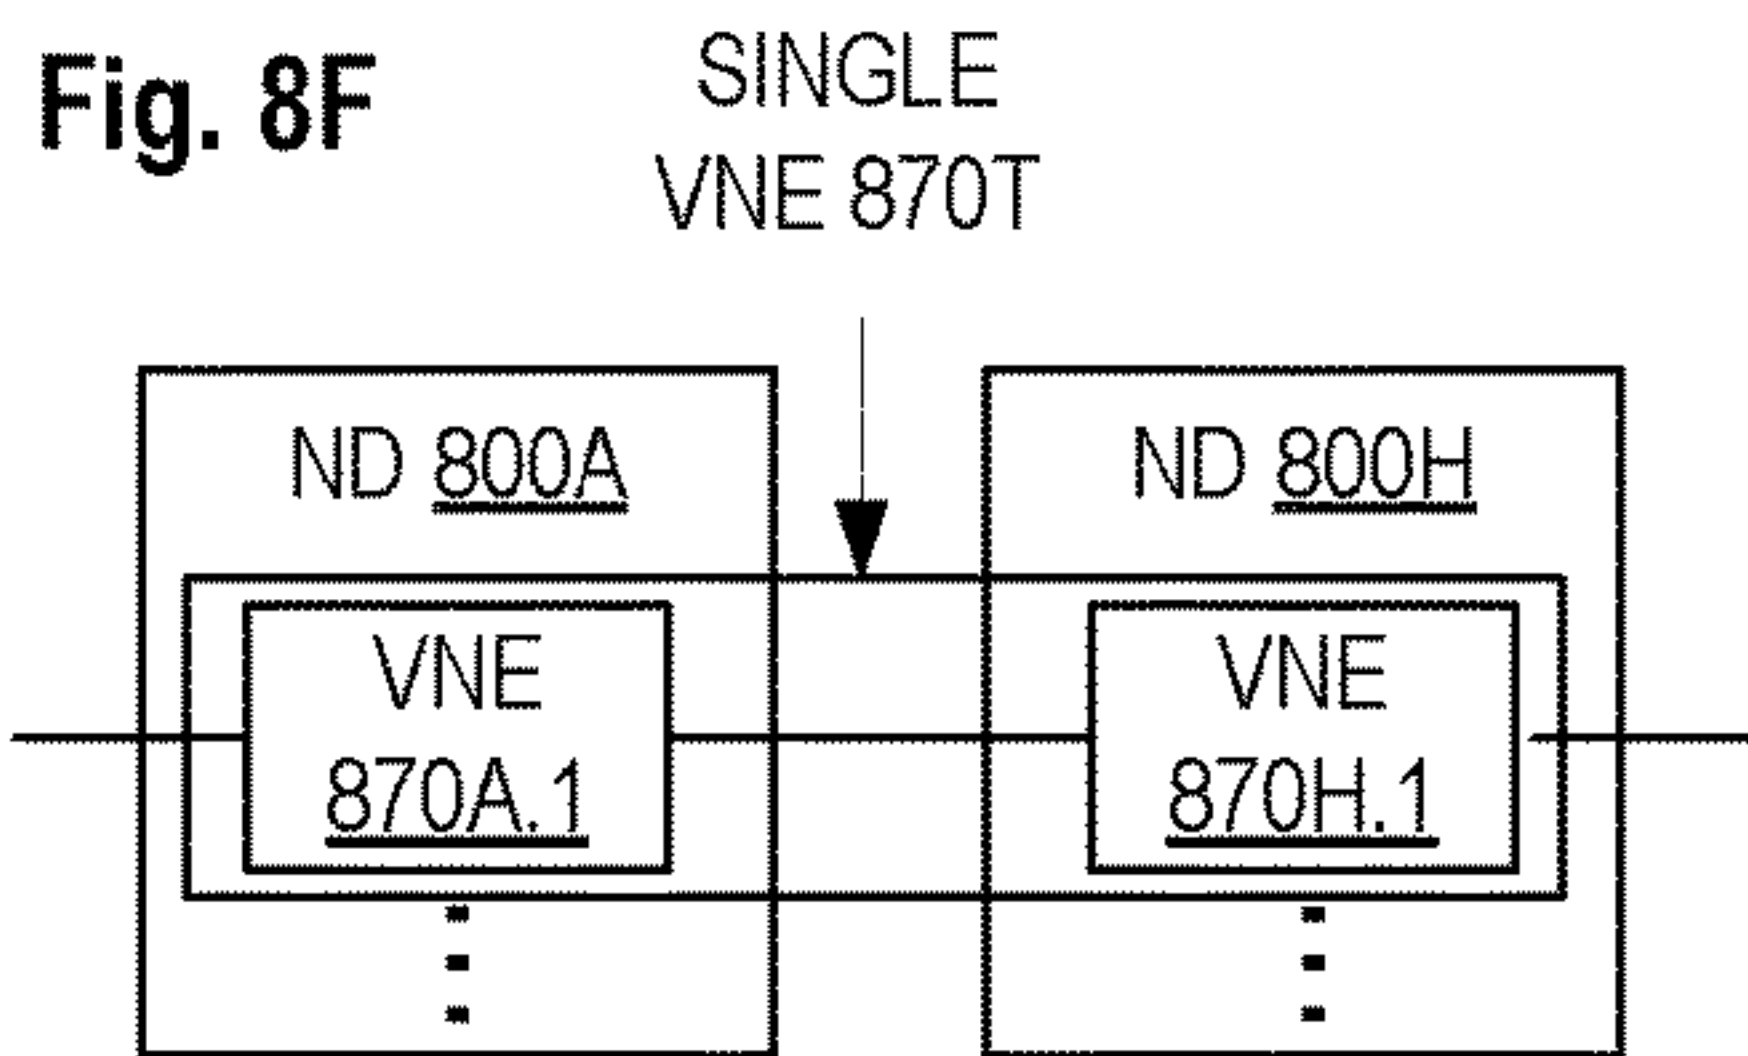 Fig. 8F
SINGLE
VNE 870T
ND 800A
ND 800H
VNE
870A.1
VNE
870H.1